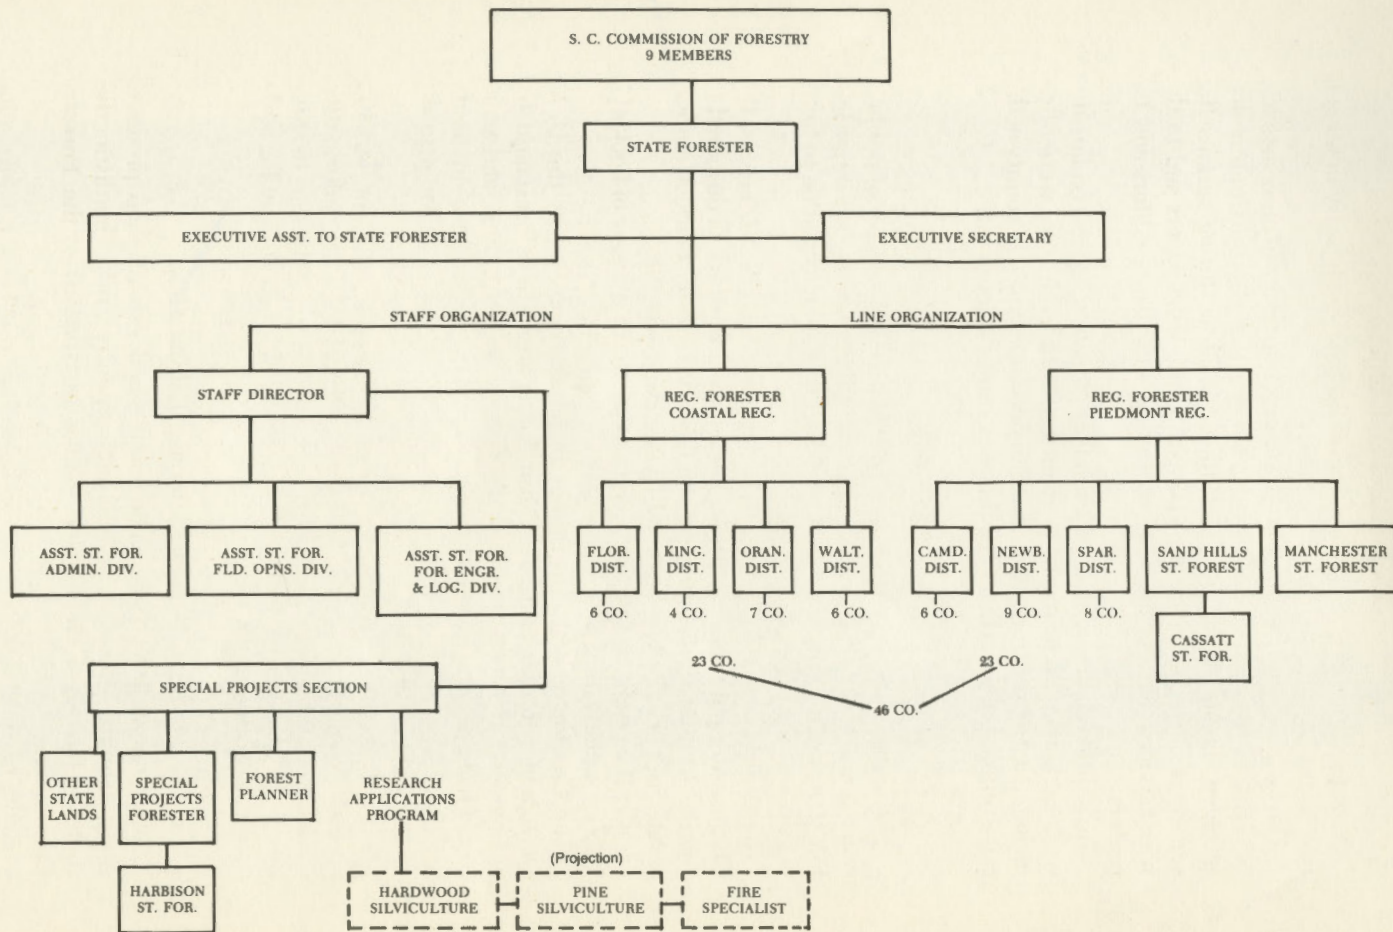 S. C. COMMISSION OF FORESTRY
9 MEMBERS
STATE FORESTER
EXECUTIVE ASST. TO STATE FORESTER
EXECUTIVE SECRETARY
STAFF ORGANIZATION
LINE ORGANIZATION
STAFF DIRECTOR
REG. FORESTER
COASTAL REG.
REG. FORESTER
PIEDMONT REG.
ASST. ST. FOR.
ADMIN. DIV.
ASST. ST. FOR.
FLD. OPNS. DIV.
ASST. ST. FOR.
FOR. ENGR.
& LOG. DIV.
FLOR.
DIST.
6 CO.
KING.
DIST.
4 CO.
ORAN.
DIST.
7 CO.
WALT.
DIST.
6 CO.
CAMD.
DIST.
6 CO.
NEWB.
DIST.
9 CO.
SPAR.
DIST.
8 CO.
SAND HILLS
ST. FOREST
MANCHESTER
ST. FOREST
CASSATT
ST. FOR.
23 CO.
23 CO.
46 CO.
SPECIAL PROJECTS SECTION
OTHER
STATE
LANDS
SPECIAL
PROJECTS
FORESTER
FOREST
PLANNER
RESEARCH
APPLICATIONS
PROGRAM
HARBISON
ST. FOR.
(Projection)
HARDWOOD
SILVICULTURE
PINE
SILVICULTURE
FIRE
SPECIALIST